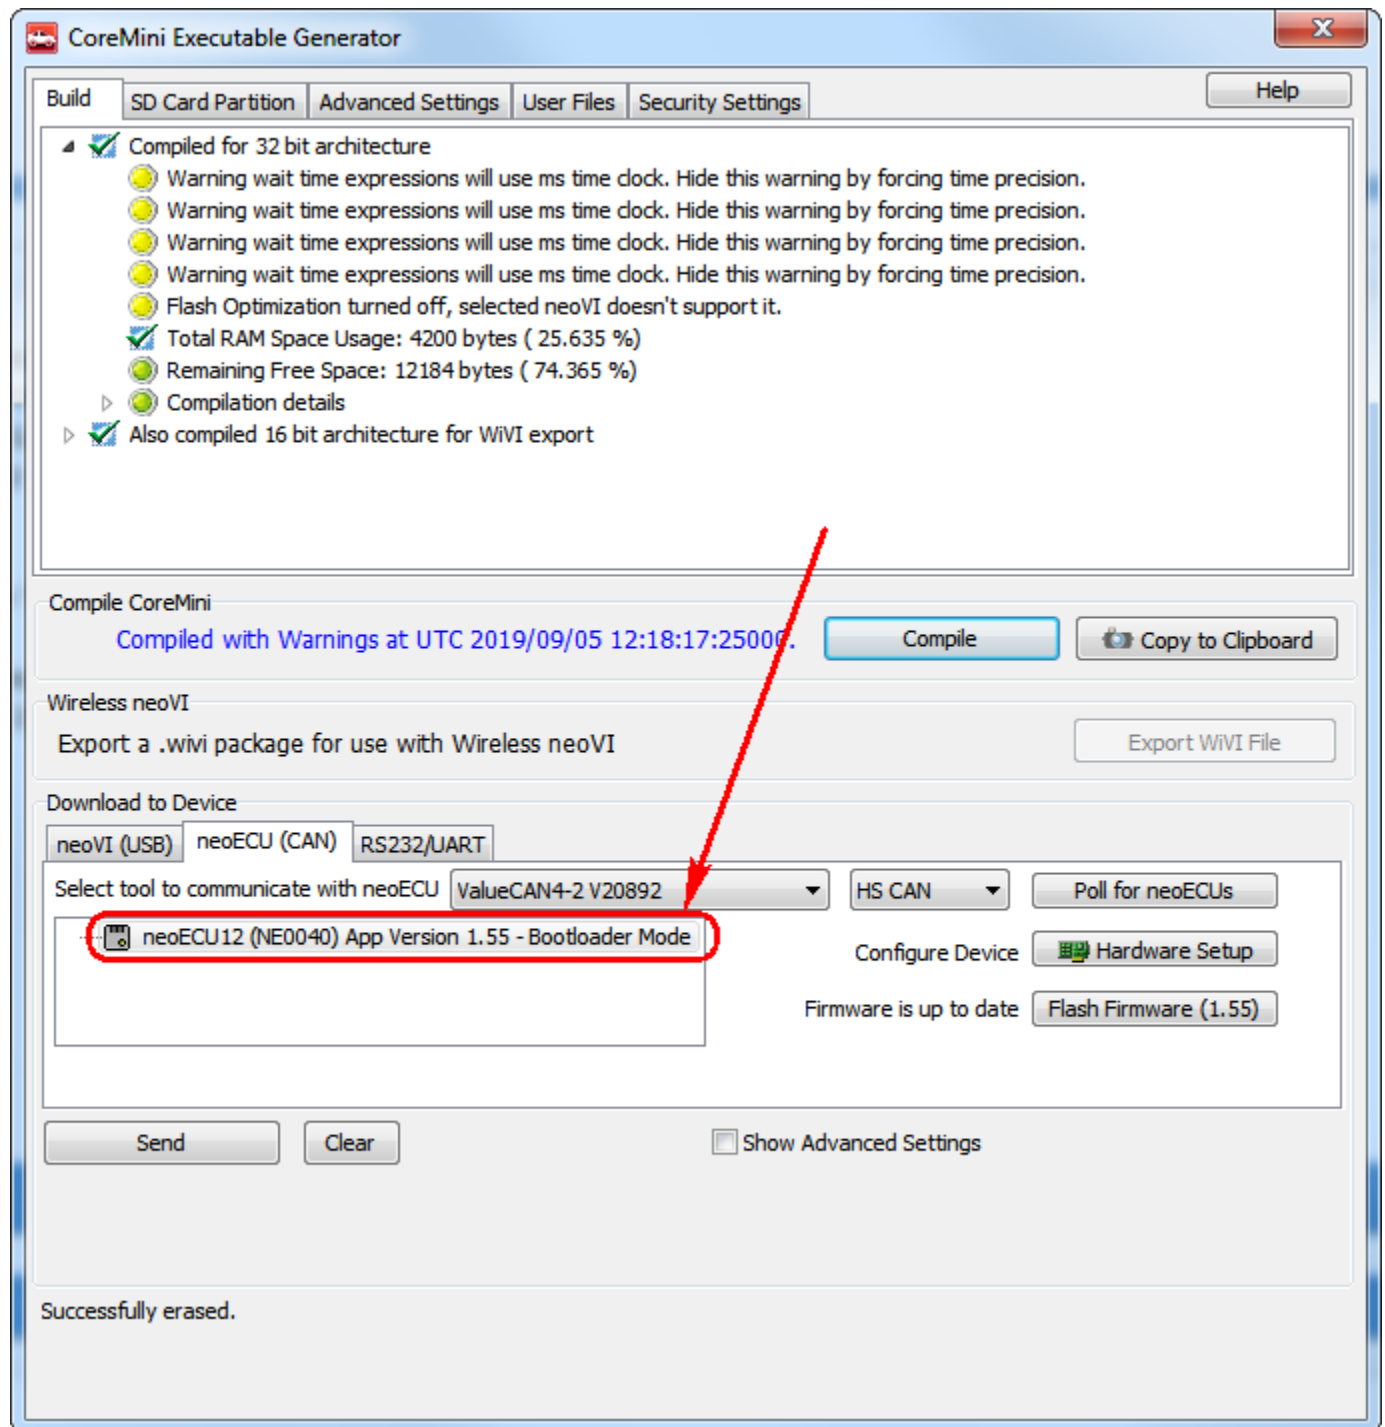 CoreMini Executable Generator
Build
SD Card Partition
Advanced Settings
User Files
Security Settings
Help
Compiled for 32 bit architecture
Warning wait time expressions will use ms time clock. Hide this warning by forcing time precision.
Warning wait time expressions will use ms time clock. Hide this warning by forcing time precision.
Warning wait time expressions will use ms time clock. Hide this warning by forcing time precision.
Warning wait time expressions will use ms time clock. Hide this warning by forcing time precision.
Flash Optimization turned off, selected neoVI doesn't support it.
Total RAM Space Usage: 4200 bytes ( 25.635 %)
Remaining Free Space: 12184 bytes ( 74.365 %)
Compilation details
Also compiled 16 bit architecture for WiVI export
Compile CoreMini
Compiled with Warnings at UTC 2019/09/05 12:18:17:25000.
Compile
Copy to Clipboard
Wireless neoVI
Export a .wivi package for use with Wireless neoVI
Export WiVI File
Download to Device
neoVI (USB)
neoECU (CAN)
RS232/UART
Select tool to communicate with neoECU
ValueCAN4-2 V20892
HS CAN
Poll for neoECUs
neoECU12 (NE0040) App Version 1.55 - Bootloader Mode
Configure Device
Hardware Setup
Firmware is up to date
Flash Firmware (1.55)
Send
Clear
Show Advanced Settings
Successfully erased.